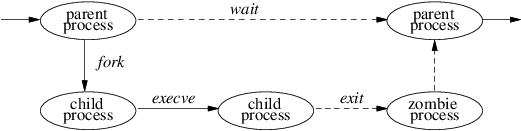 parent
process
wait
parent
process
fork
child
process
execve
child
process
exit
zombie
process